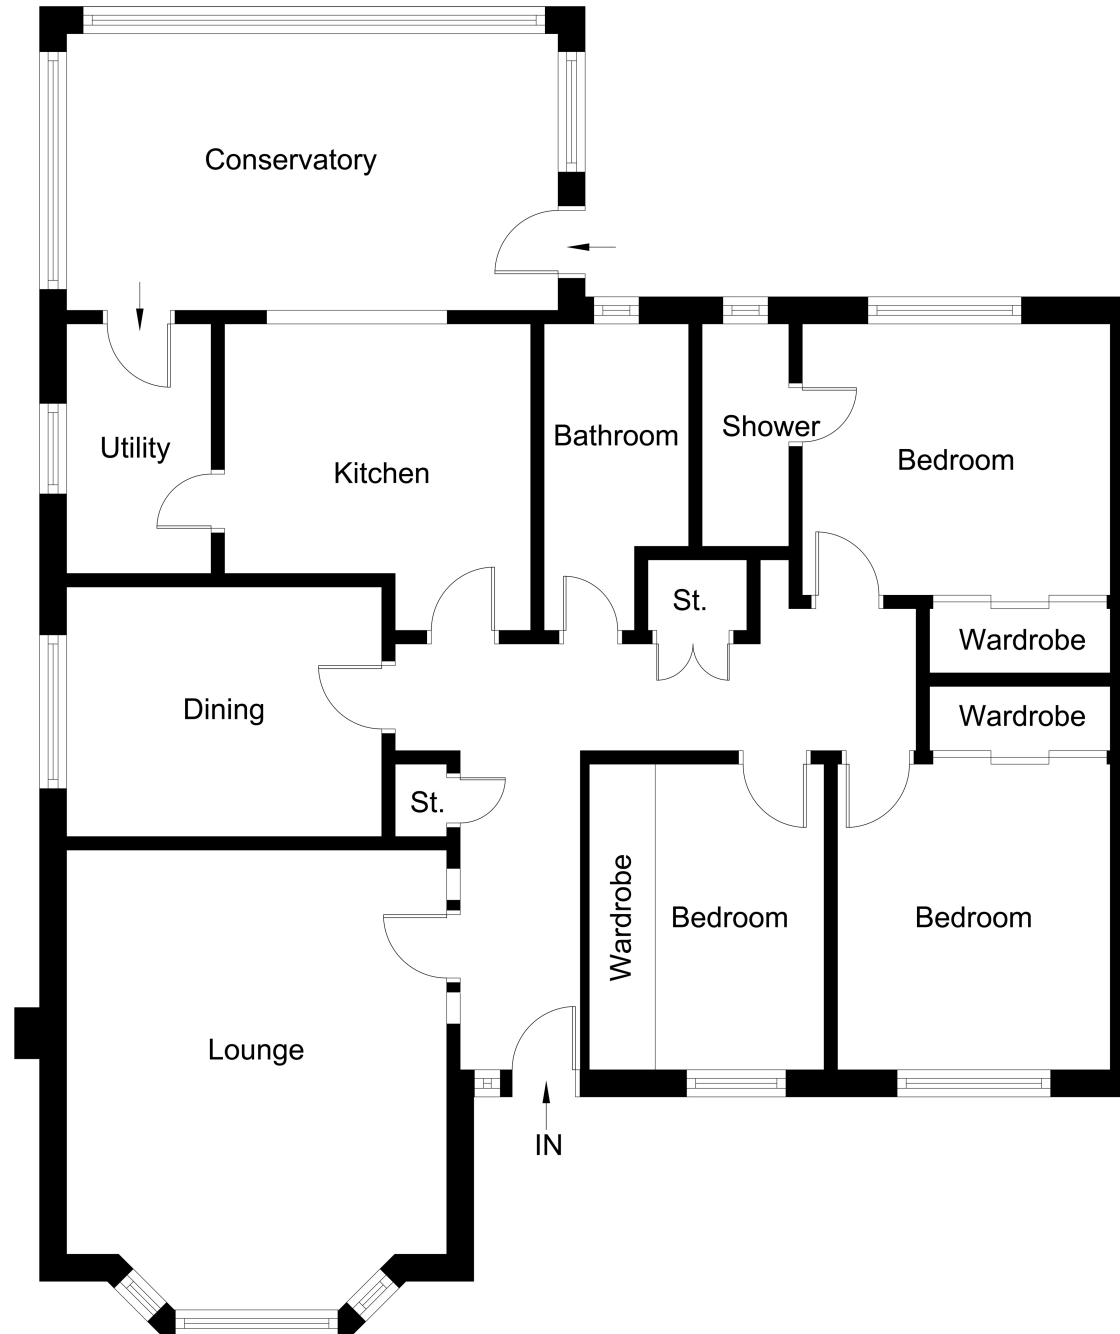 Conservatory
Utility
Kitchen
Bathroom
Shower
Bedroom
St.
Wardrobe
Wardrobe
Dining
St.
Wardrobe
Bedroom
Bedroom
Lounge
IN